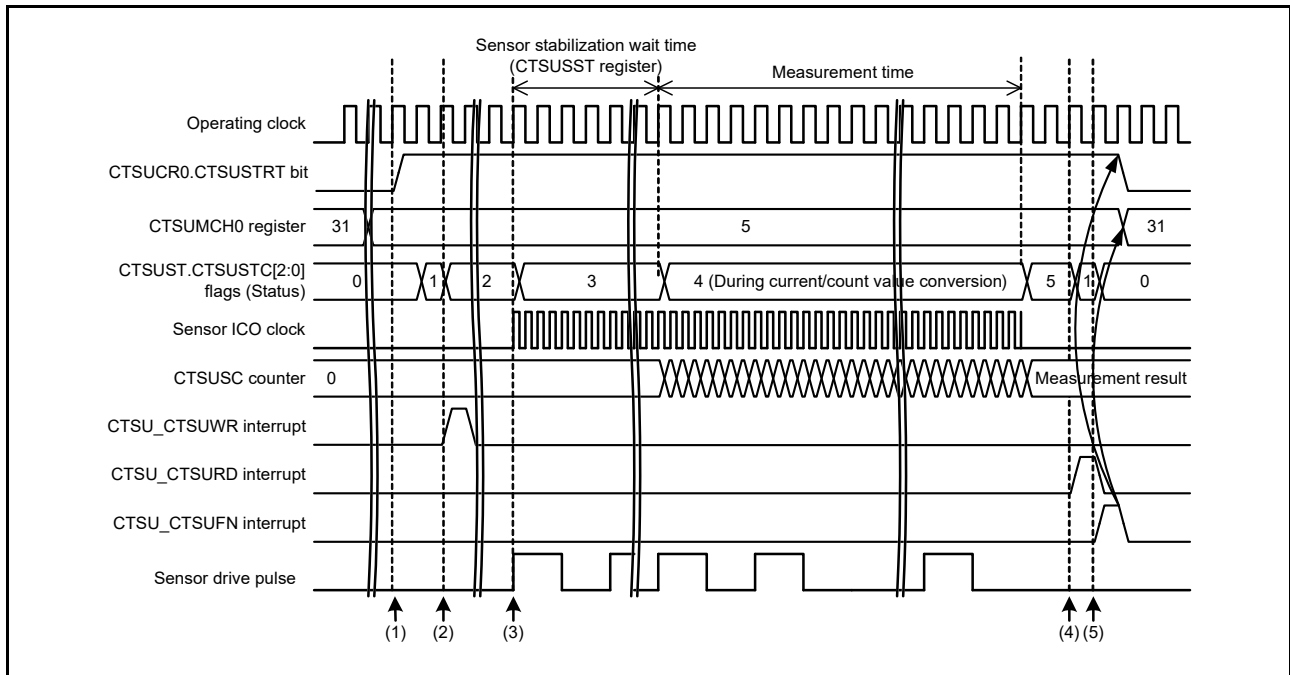 Sensor stabilization wait time
(CTSUSST register)
Measurement time
Operating clock
CTSUCR0.CTSUSTRT bit
CTSUMCH0 register
31
5
31
CTSUST.CTSUSTC[2:0]
flags (Status)
0
1
2
3
4 (During current/count value conversion)
5
1
0
Sensor ICO clock
CTSUSC counter
0
Measurement result
CTSU_CTSUWR interrupt
CTSU_CTSURD interrupt
CTSU_CTSUFN interrupt
Sensor drive pulse
(1)
(2)
(3)
(4)
(5)